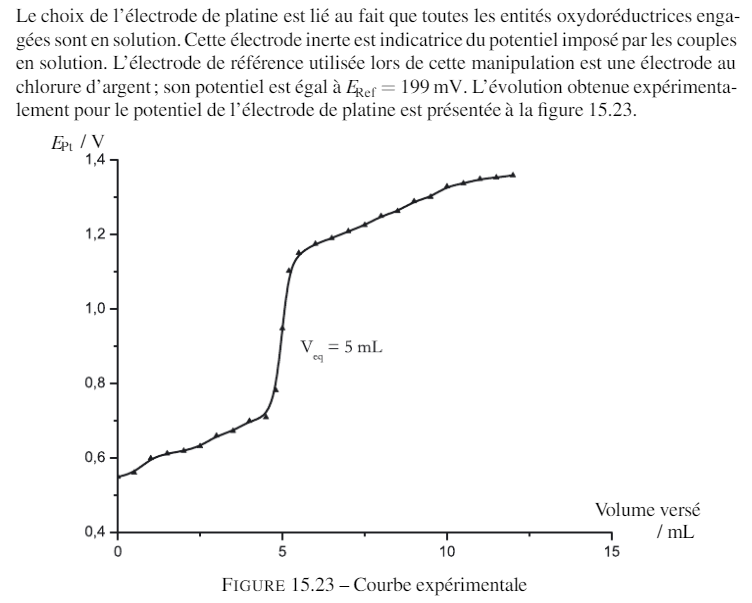 Le choix de l'électrode de platine est lié au fait que toutes les entités oxydoréductrices enga-
gées sont en solution. Cette électrode inerte est indicatrice du potentiel imposé par les couples
en solution. L'électrode de référence utilisée lors de cette manipulation est une électrode au
chlorure d'argent ; son potentiel est égal à E_Ref = 199 mV. L'évolution obtenue expérimenta-
lement pour le potentiel de l'électrode de platine est présentée à la figure 15.23.
E_Pt / V
1,4
1,2
1,0
V_eq = 5 mL
0,8
0,6
Volume versé
/ mL
0,4
0 5 10 15
FIGURE 15.23 – Courbe expérimentale